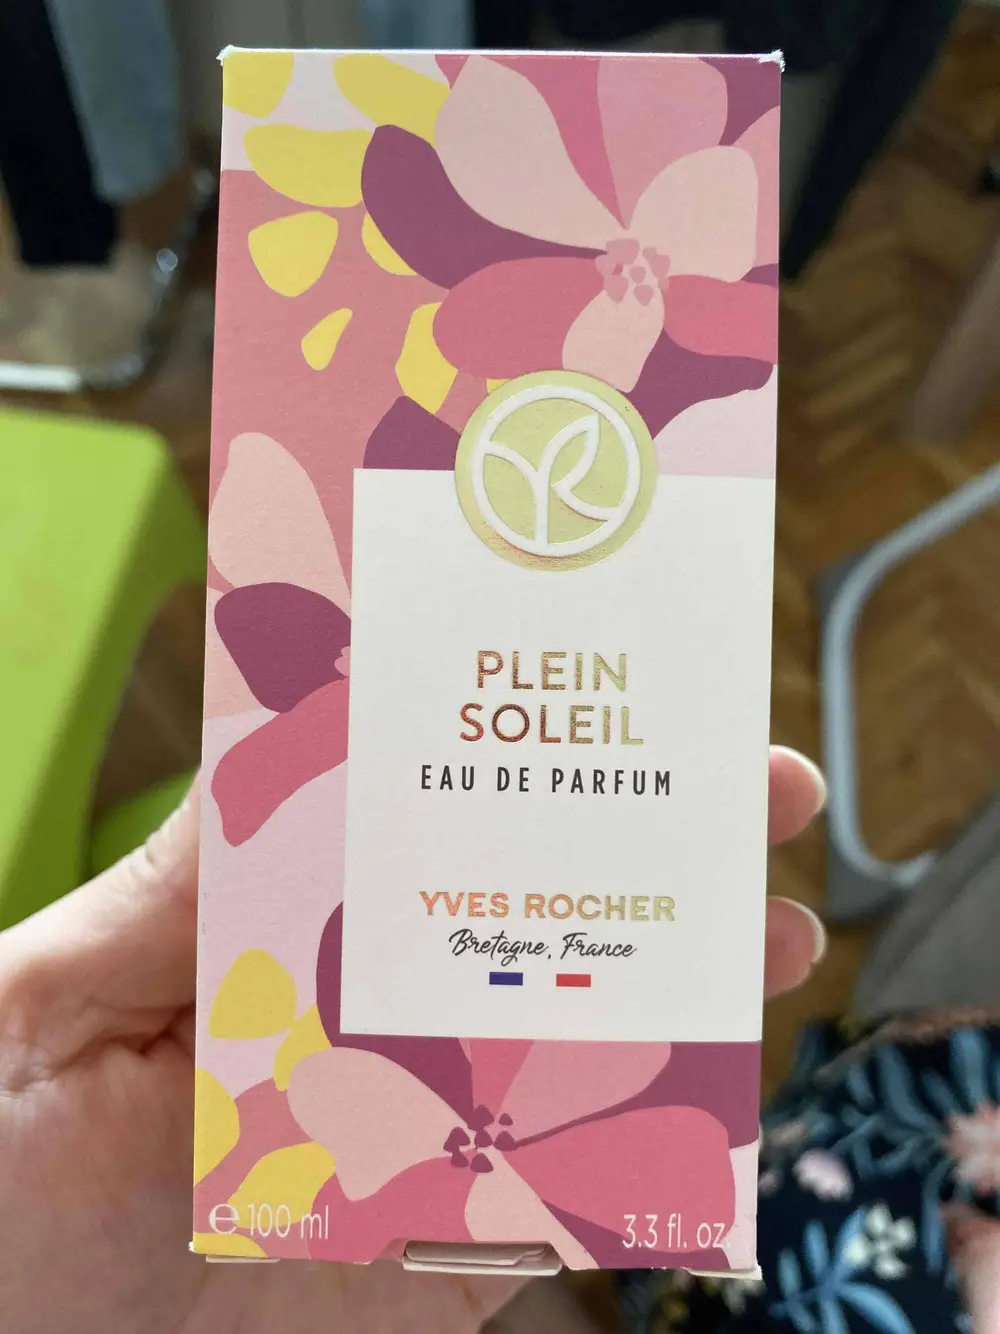 PLEIN
SOLEIL
EAU DE PARFUM
YVES ROCHER
Bretagne, France
℮ 100 ml
3.3 fl. oz.